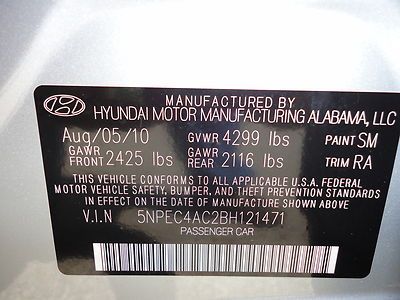 MANUFACTURED BY
HYUNDAI MOTOR MANUFACTURING ALABAMA, LLC
Aug/05/10 GVWR 4299 lbs PAINT SM
GAWR FRONT 2425 lbs GAWR REAR 2116 lbs TRIM RA
THIS VEHICLE CONFORMS TO ALL APPLICABLE U.S.A. FEDERAL
MOTOR VEHICLE SAFETY, BUMPER, AND THEFT PREVENTION STANDARDS
IN EFFECT ON THE DATE OF MANUFACTURE SHOWN ABOVE.
V.I.N 5NPEC4AC2BH121471
PASSENGER CAR